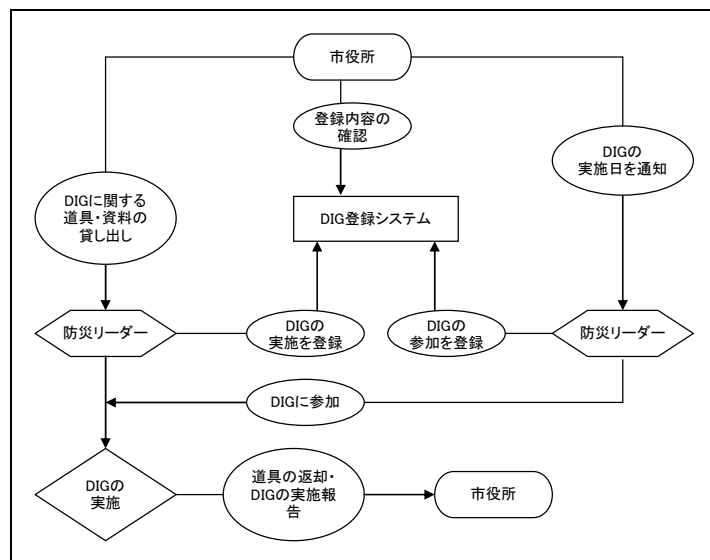 市役所
登録内容の
確認
DIGの
実施日を通知
DIGに関する
道具・資料の
貸し出し
DIG登録システム
防災リーダー
DIGの
実施を登録
DIGの
参加を登録
防災リーダー
DIGに参加
DIGの
実施
道具の返却・
DIGの実施報
告
市役所